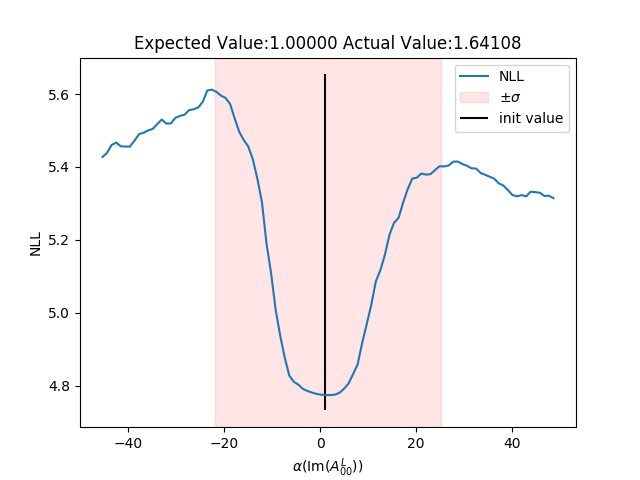 Expected Value:1.00000 Actual Value:1.64108
NLL
±σ
init value
5.6
5.4
5.2
5.0
4.8
NLL
−40
−20
0
20
40
α(Im(A^L_00))